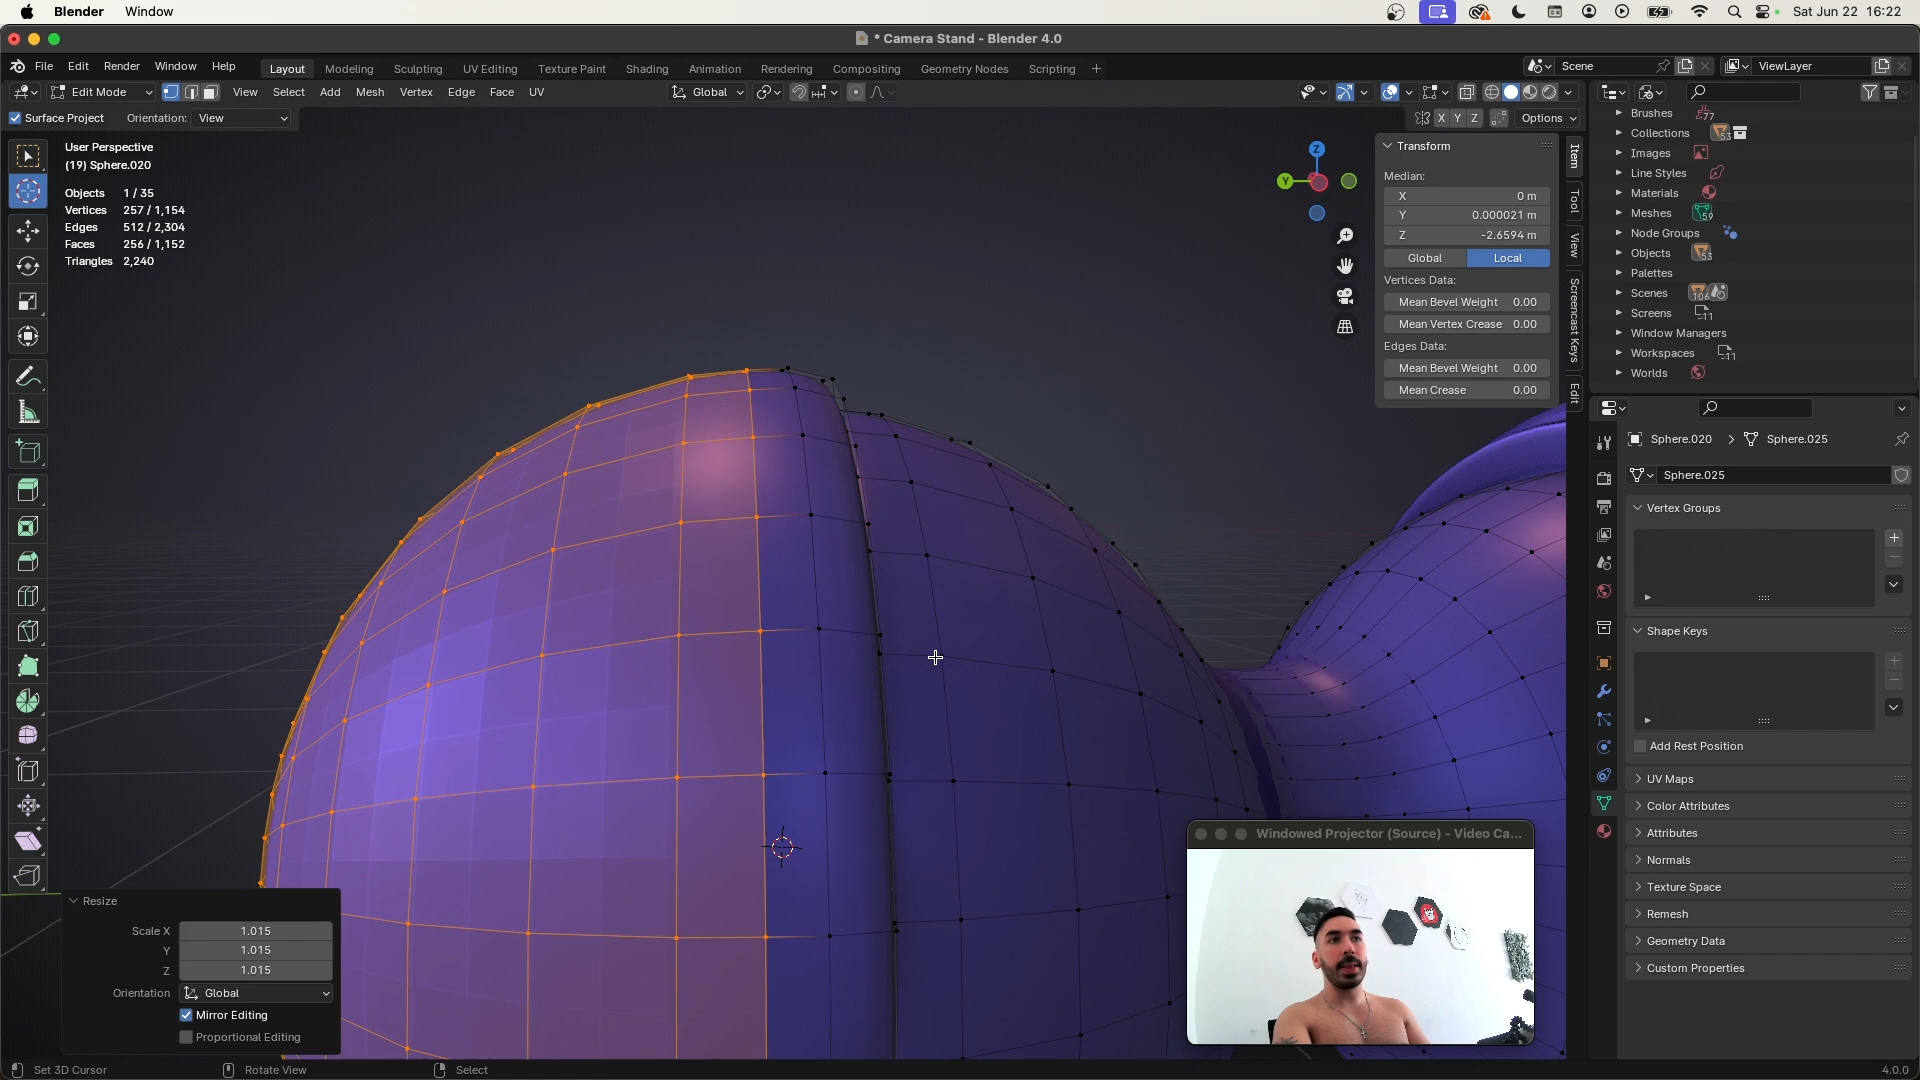 Blender Window
Sat Jun 22 16:22
* Camera Stand - Blender 4.0
File Edit Render Window Help
Layout Modeling Sculpting UV Editing Texture Paint Shading Animation Rendering Compositing Geometry Nodes Scripting +
Scene
ViewLayer
Edit Mode View Select Add Mesh Vertex Edge Face UV
Global
Surface Project Orientation: View
X Y Z Options
User Perspective
(19) Sphere.020
Objects 1 / 35
Vertices 257 / 1,154
Edges 512 / 2,304
Faces 256 / 1,152
Triangles 2,240
Z
Y
Transform
Median:
X 0 m
Y 0.000021 m
Z -2.6594 m
Global Local
Vertices Data:
Mean Bevel Weight 0.00
Mean Vertex Crease 0.00
Edges Data:
Mean Bevel Weight 0.00
Mean Crease 0.00
Item
Tool
View
Screencast Keys
Edit
Brushes 77
Collections 53
Images
Line Styles
Materials
Meshes 59
Node Groups
Objects 53
Palettes
Scenes 106
Screens 11
Window Managers
Workspaces 11
Worlds
Sphere.020 > Sphere.025
Sphere.025
Vertex Groups
Shape Keys
Add Rest Position
UV Maps
Color Attributes
Attributes
Normals
Texture Space
Remesh
Geometry Data
Custom Properties
Windowed Projector (Source) - Video Ca...
Resize
Scale X 1.015
Y 1.015
Z 1.015
Orientation Global
Mirror Editing
Proportional Editing
Set 3D Cursor
Rotate View
Select
4.0.0